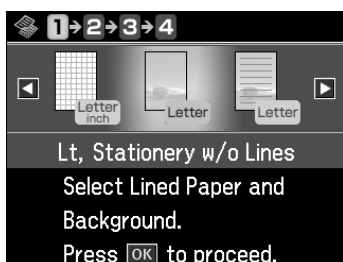 1→2→3→4
Letter inch
Letter
Letter
Lt, Stationery w/o Lines
Select Lined Paper and
Background.
Press OK to proceed.